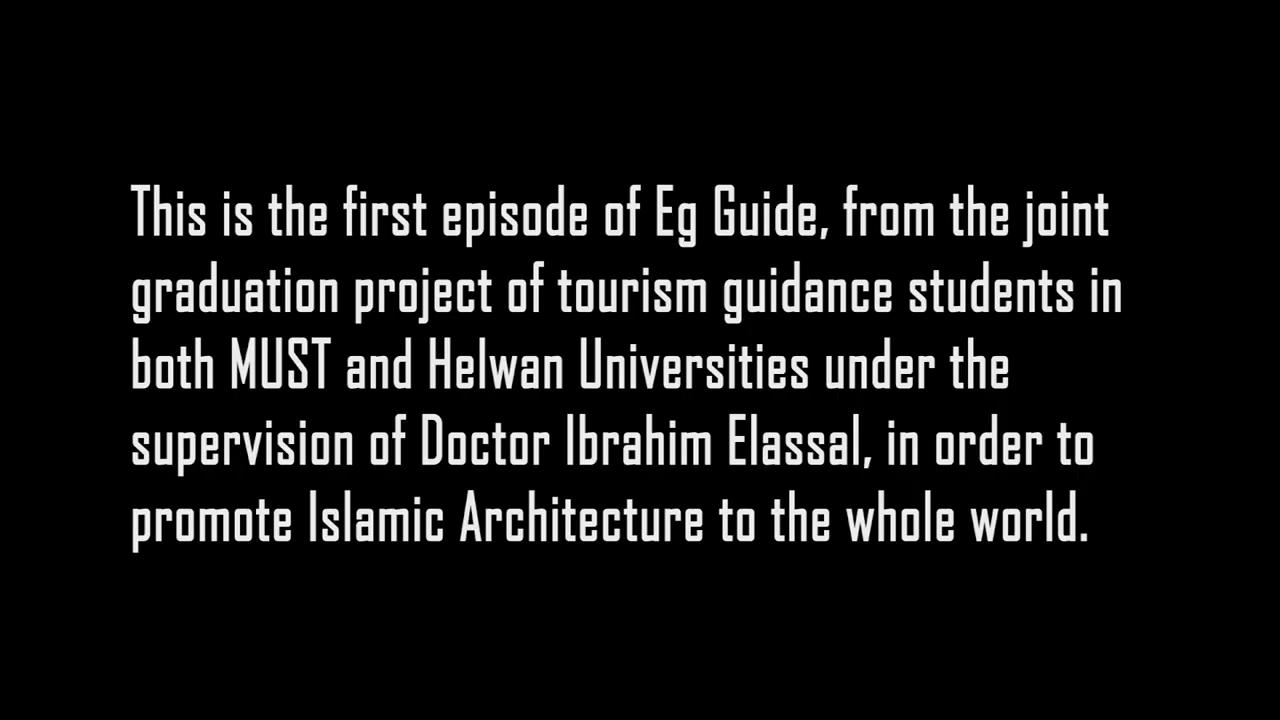 This is the first episode of Eg Guide, from the joint
graduation project of tourism guidance students in
both MUST and Helwan Universities under the
supervision of Doctor Ibrahim Elassal, in order to
promote Islamic Architecture to the whole world.